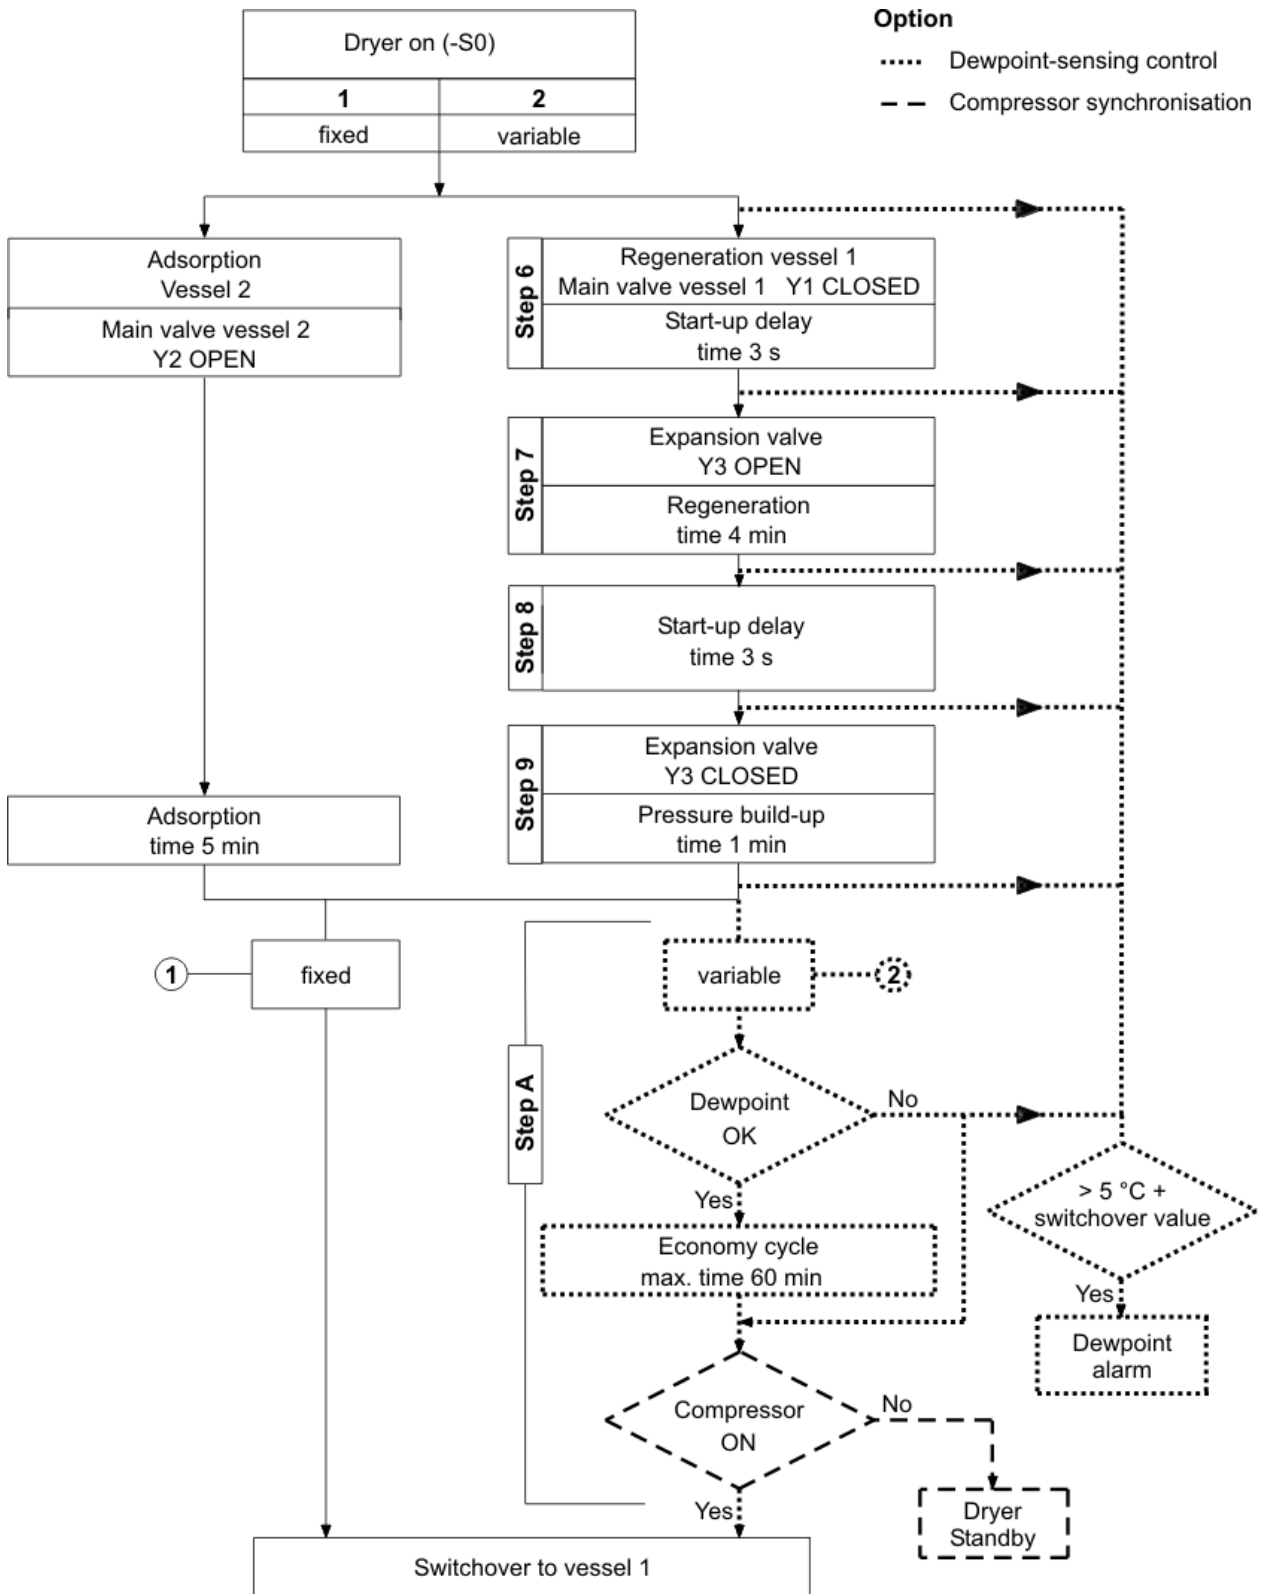 Option
Dewpoint-sensing control
Compressor synchronisation
Dryer on (-S0)
1
2
fixed
variable
Adsorption
Vessel 2
Main valve vessel 2
Y2 OPEN
Step 6
Regeneration vessel 1
Main valve vessel 1 Y1 CLOSED
Start-up delay
time 3 s
Step 7
Expansion valve
Y3 OPEN
Regeneration
time 4 min
Step 8
Start-up delay
time 3 s
Step 9
Expansion valve
Y3 CLOSED
Pressure build-up
time 1 min
Adsorption
time 5 min
1
fixed
variable
2
Step A
Dewpoint
OK
No
Yes
> 5 °C +
switchover value
Yes
Dewpoint
alarm
Economy cycle
max. time 60 min
Compressor
ON
No
Yes
Dryer
Standby
Switchover to vessel 1